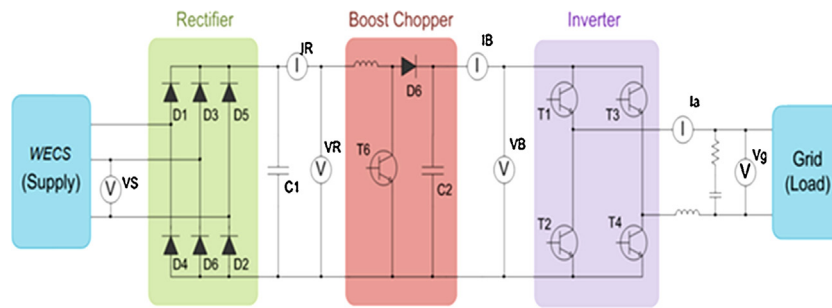 Rectifier
Boost Chopper
Inverter
IR
IB
I
I
D6
D1
D3
D5
T1
T3
Ia
I
WECS
(Supply)
V
VS
V
VR
T6
V
VB
Vg
V
Grid
(Load)
C1
C2
T2
T4
D4
D6
D2